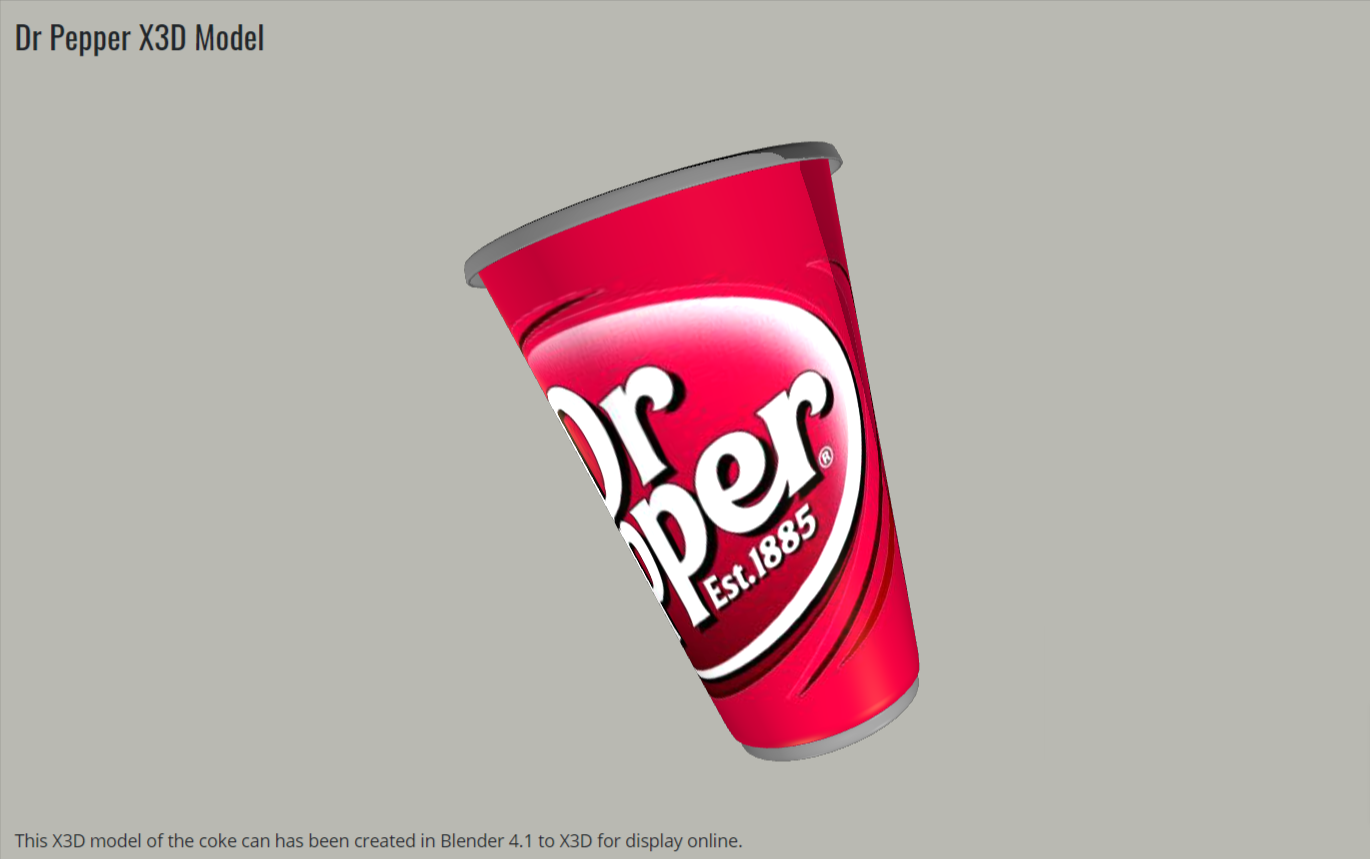 Dr Pepper X3D Model
Dr
pper®
Est.1885
This X3D model of the coke can has been created in Blender 4.1 to X3D for display online.